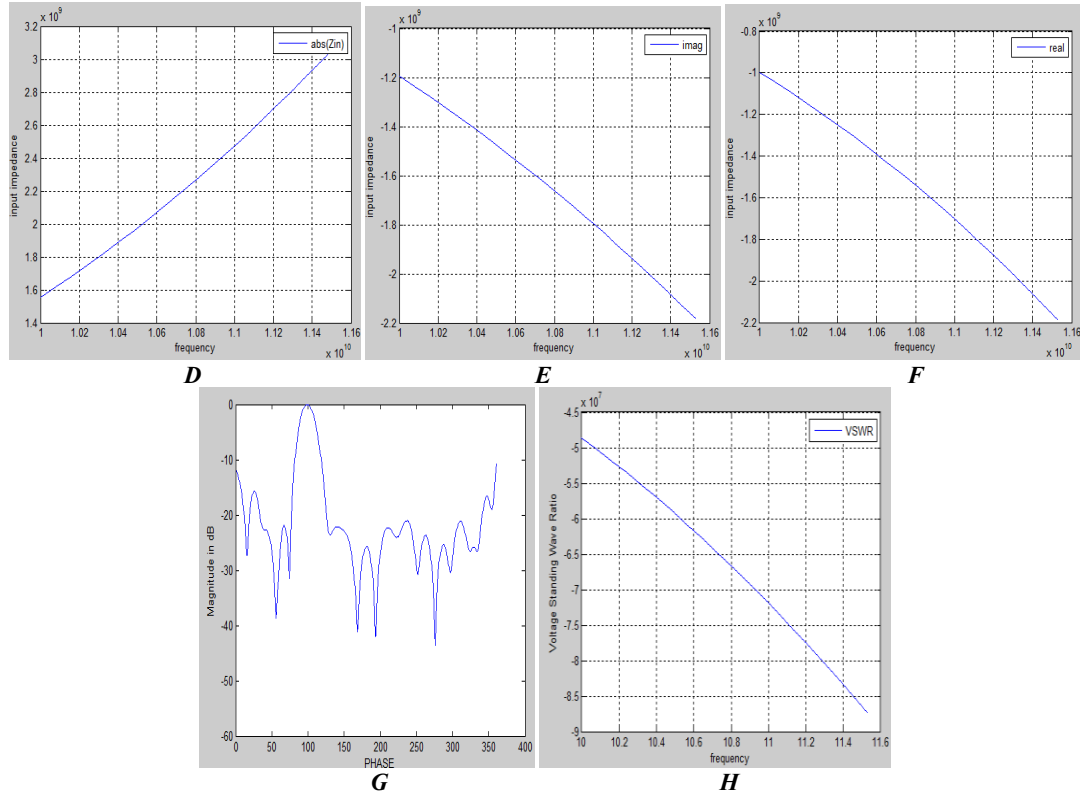 x 10^9
3.2
3
2.8
2.6
2.4
2.2
2
1.8
1.6
1.4
input impedance
abs(Zin)
1 1.02 1.04 1.06 1.08 1.1 1.12 1.14 1.16
frequency
x 10^10
D
x 10^9
-1
-1.2
-1.4
-1.6
-1.8
-2
-2.2
input impedance
imag
1.02 1.04 1.06 1.08 1.1 1.12 1.14 1.16
frequency
x 10^10
E
x 10^9
-0.8
-1
-1.2
-1.4
-1.6
-1.8
-2
-2.2
input impedance
real
1 1.02 1.04 1.06 1.08 1.1 1.12 1.14 1.16
frequency
x 10^10
F
0
-10
-20
-30
-40
-50
-60
Magnitude in dB
0 50 100 150 200 250 300 350 400
PHASE
G
x 10^7
-4.5
-5
-5.5
-6
-6.5
-7
-7.5
-8
-8.5
-9
Voltage Standing Wave Ratio
VSWR
10 10.2 10.4 10.6 10.8 11 11.2 11.4 11.6
frequency
H